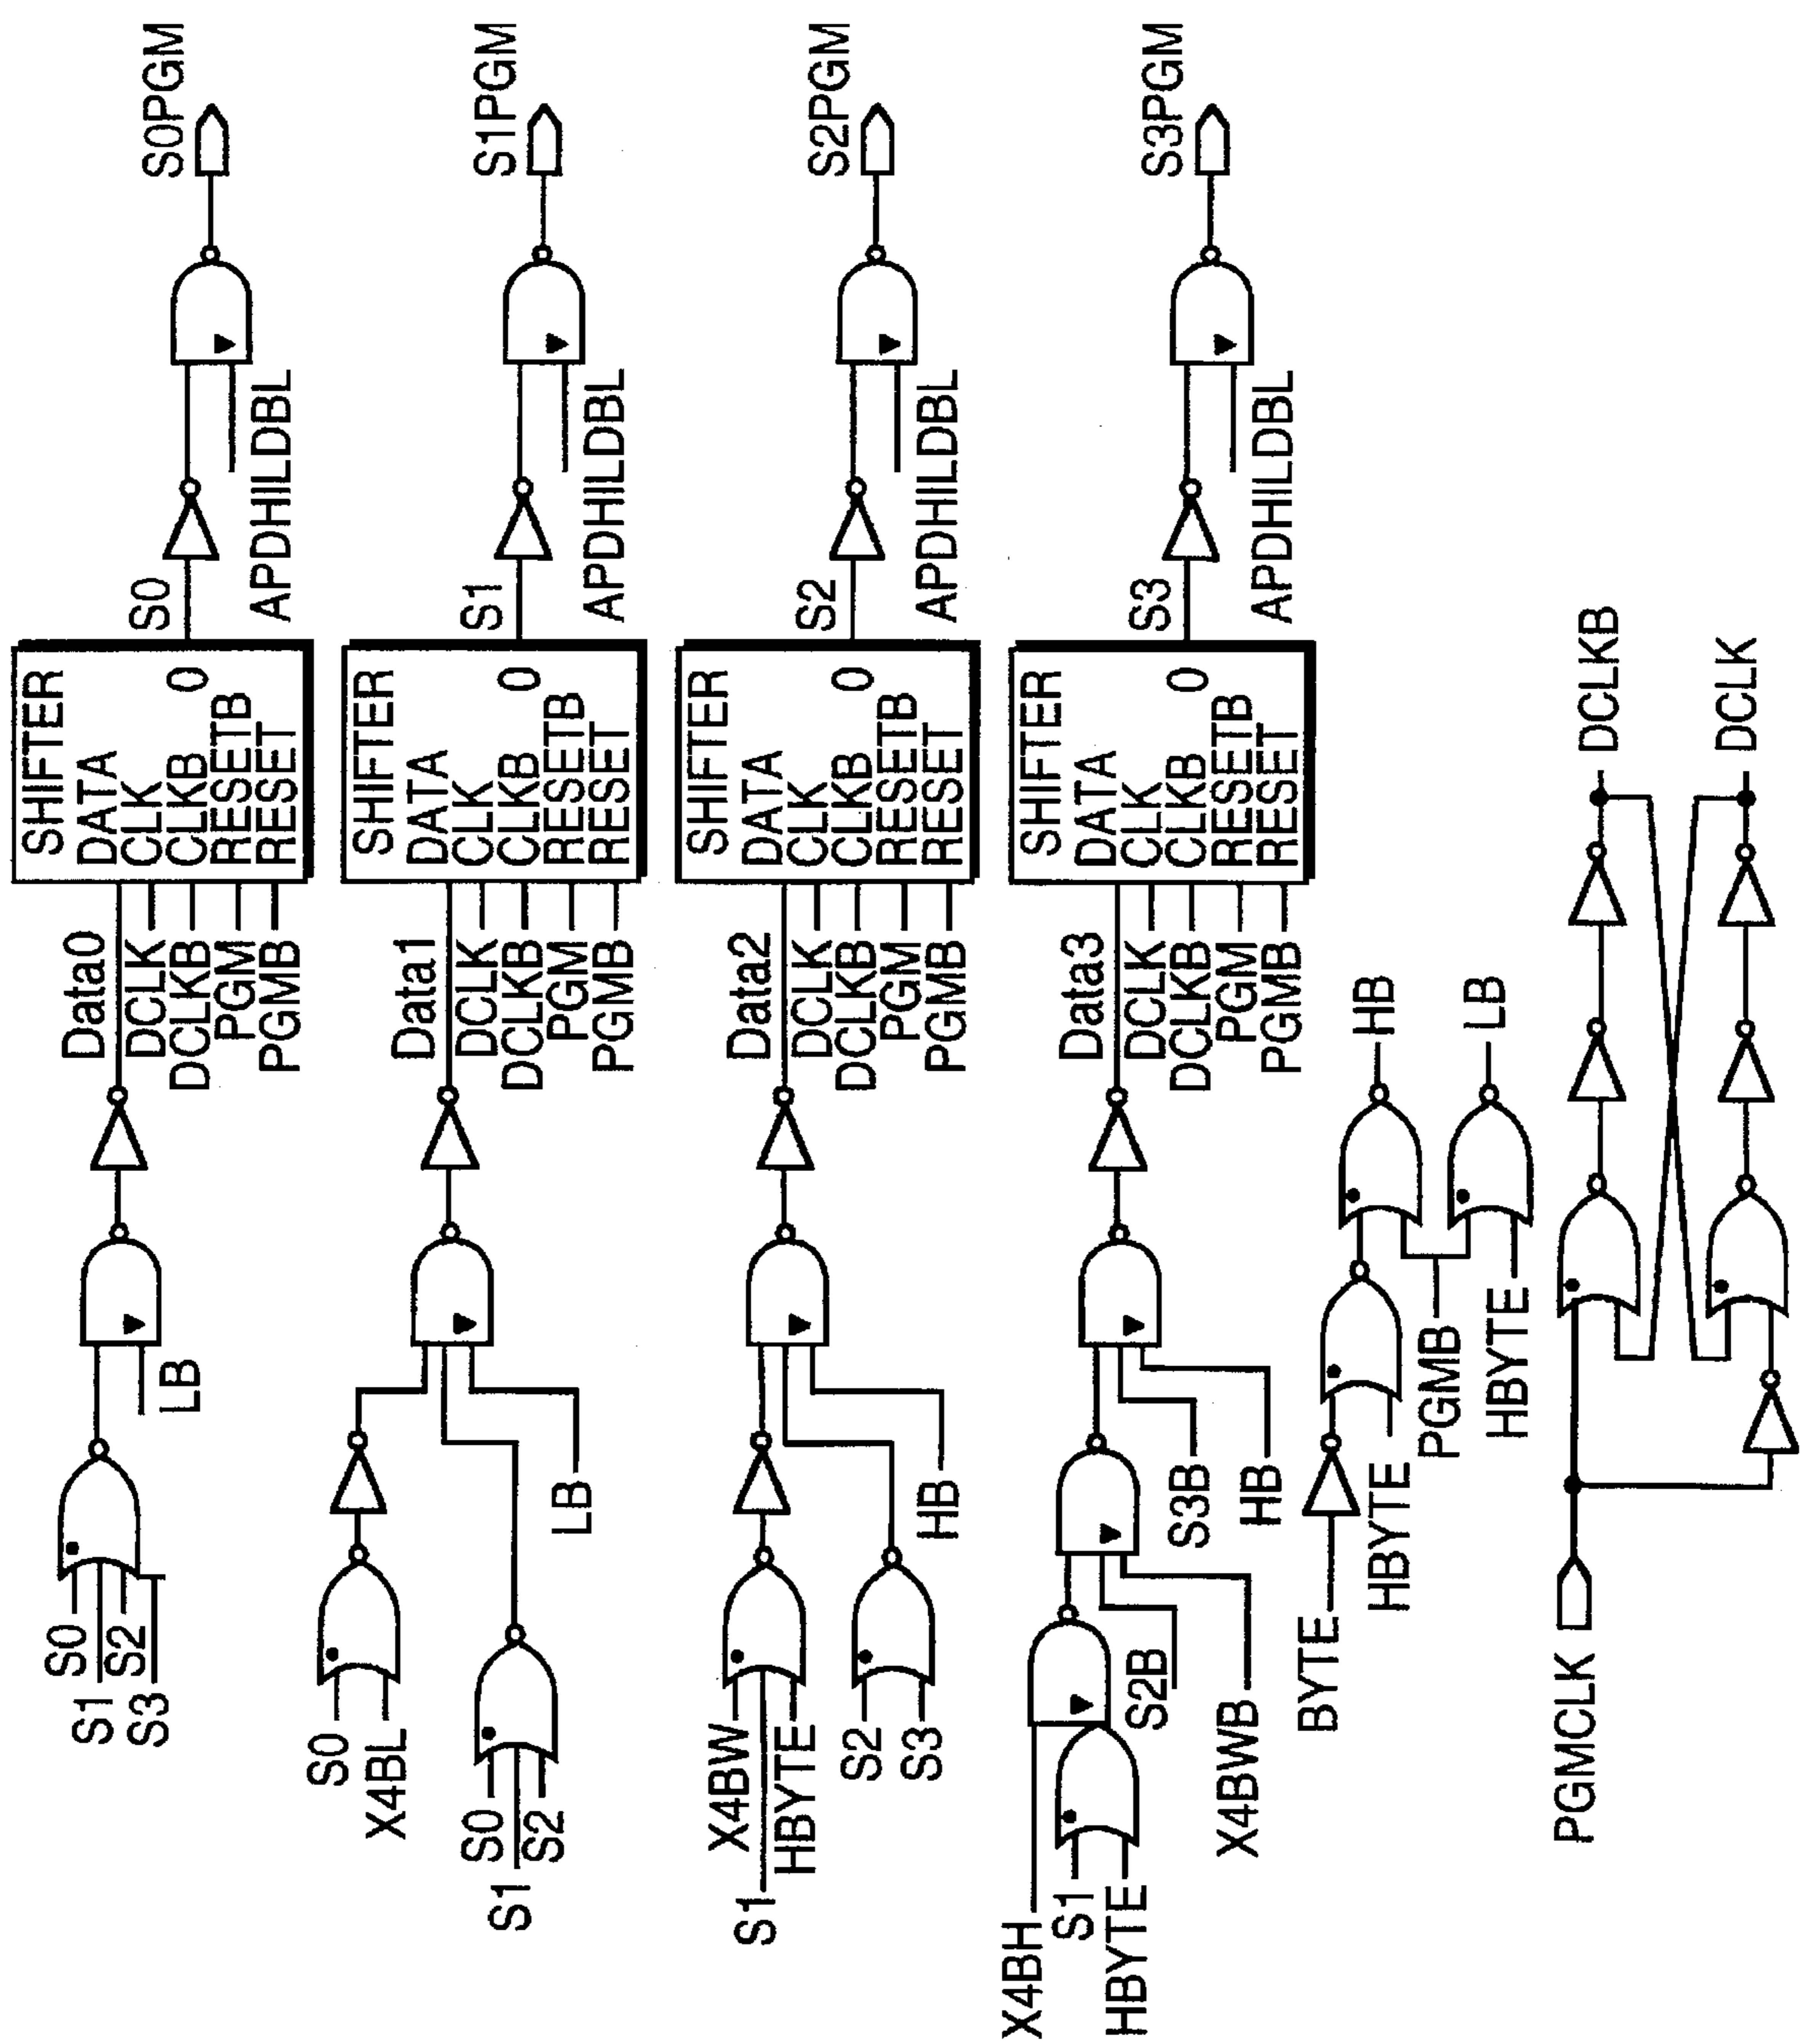 S0
S1
S2
S3
LB
Data0
DCLK
DCLKB
PGM
PGMB
SHIFTER
DATA
CLK
CLKB
RESETB
RESET
O
S0
APDHILDBL
S0PGM
S0
X4BL
S0
S1
S2
LB
Data1
DCLK
DCLKB
PGM
PGMB
SHIFTER
DATA
CLK
CLKB
RESETB
RESET
O
S1
APDHILDBL
S1PGM
X4BW
S1
HBYTE
S2
S3
HB
Data2
DCLK
DCLKB
PGM
PGMB
SHIFTER
DATA
CLK
CLKB
RESETB
RESET
O
S2
APDHILDBL
S2PGM
X4BH
S1
HBYTE
S2B
X4BWB
S3B
HB
Data3
DCLK
DCLKB
PGM
PGMB
SHIFTER
DATA
CLK
CLKB
RESETB
RESET
O
S3
APDHILDBL
S3PGM
BYTE
HBYTE
PGMB
HBYTE
HB
LB
PGMCLK
DCLKB
DCLK